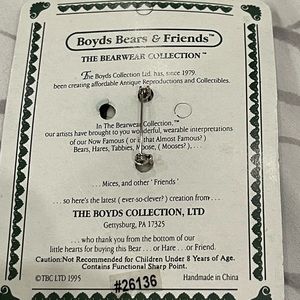 Boyds Bears & Friends™
THE BEARWEAR COLLECTION™
The Boyds Collection Ltd. has, since 1979,
been creating affordable Antique Reproductions and Collectibles.
In The Bearwear Collection,™
our artists have brought to you wonderful, wearable interpretations
of our Now Famous ( or is that Almost Famous? )
Bears, Hares, Tabbies, Moose, ( Mooses? ). . .
. . . Mices, and other ' Friends '
. . . so here's the latest ( ever-so-clever? ) creation from . . .
THE BOYDS COLLECTION, LTD
Gettysburg, PA 17325
. . . who thank you from the bottom of our
little hearts for buying this Bear . . . or Hare . . . or Friend.
Caution: Not Recommended for Children Under 8 Years of Age.
Contains Functional Sharp Point.
©TBC LTD 1995
Handmade in China
#26136